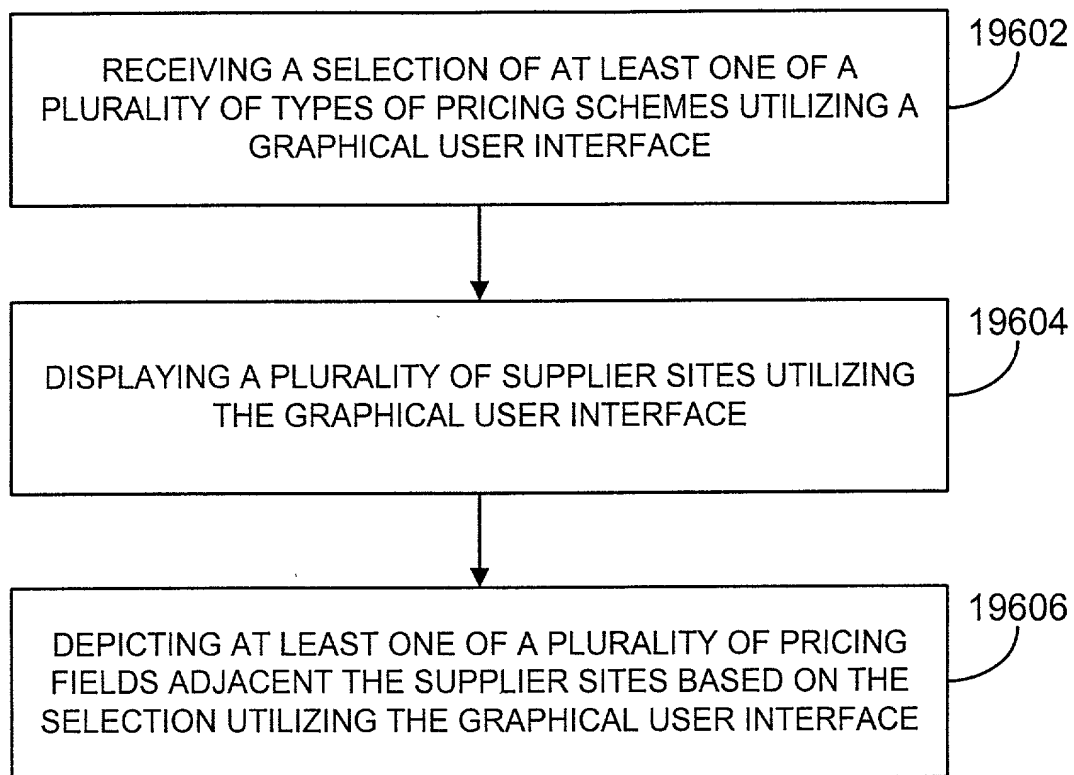 19602
RECEIVING A SELECTION OF AT LEAST ONE OF A
PLURALITY OF TYPES OF PRICING SCHEMES UTILIZING A
GRAPHICAL USER INTERFACE
19604
DISPLAYING A PLURALITY OF SUPPLIER SITES UTILIZING
THE GRAPHICAL USER INTERFACE
19606
DEPICTING AT LEAST ONE OF A PLURALITY OF PRICING
FIELDS ADJACENT THE SUPPLIER SITES BASED ON THE
SELECTION UTILIZING THE GRAPHICAL USER INTERFACE